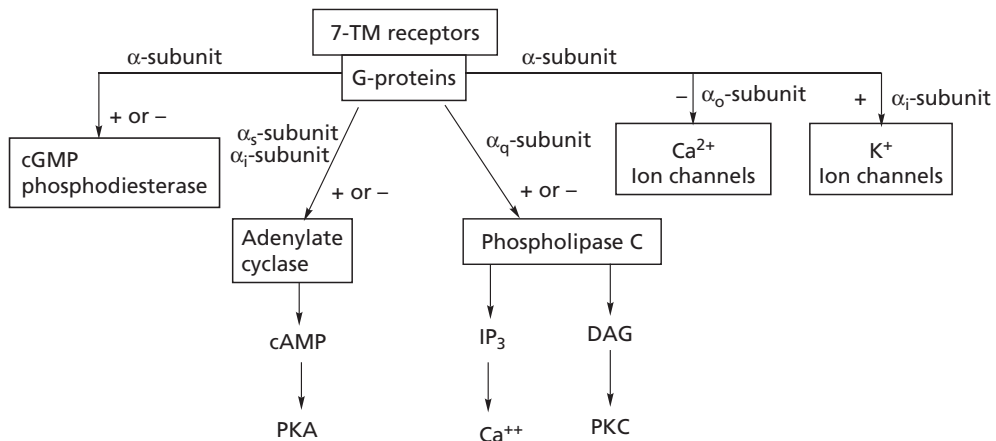 7-TM receptors
α-subunit
G-proteins
α-subunit
+ or –
αs-subunit
αi-subunit
αq-subunit
–
αo-subunit
+
αi-subunit
cGMP
phosphodiesterase
Ca2+
Ion channels
K+
Ion channels
+ or –
+ or –
Adenylate
cyclase
Phospholipase C
cAMP
IP3
DAG
PKA
Ca++
PKC